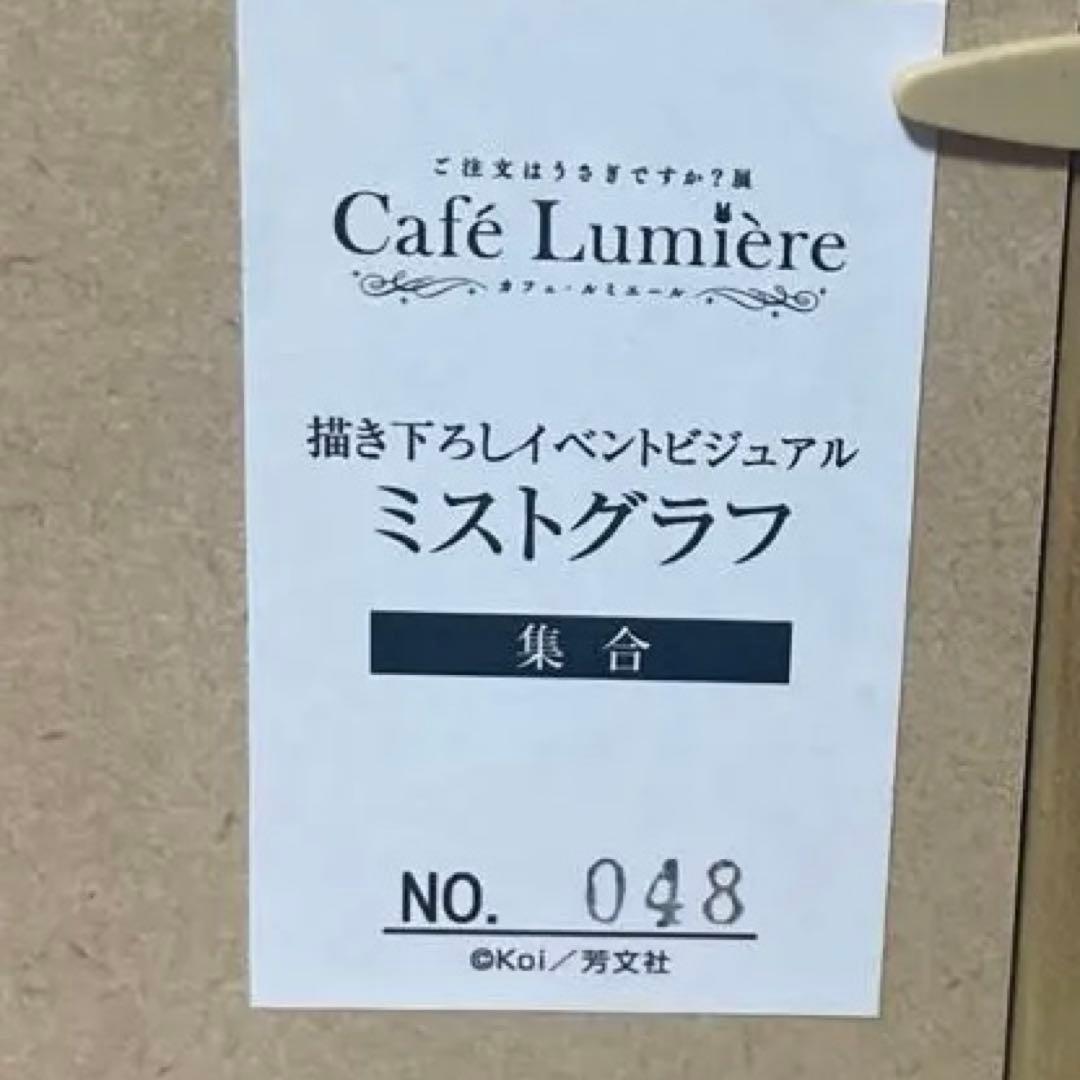 ご注文はうさぎですか?展
Café Lumière
カフェ・ルミエール
描き下ろしイベントビジュアル
ミストグラフ
集合
NO. 048
©Koi／芳文社